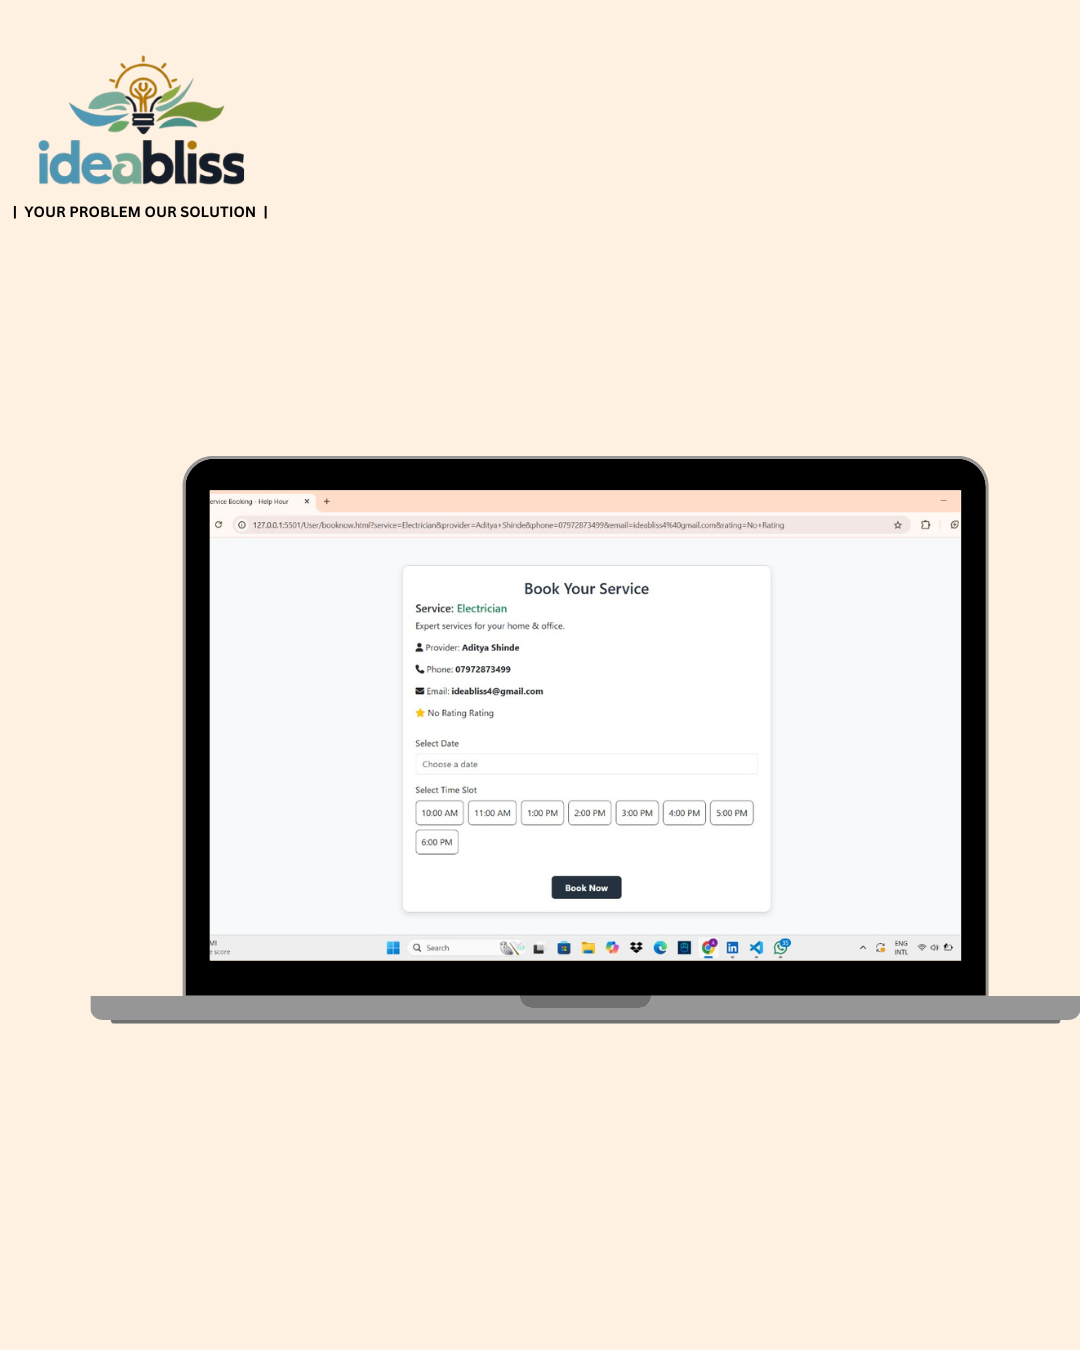 ideabliss
| YOUR PROBLEM OUR SOLUTION |
ervice Booking - Help Hour
127.0.0.1:5501/User/booknow.html?service=Electrician&provider=Aditya+Shinde&phone=07972873499&email=ideabliss4%40gmail.com&rating=No+Rating
Book Your Service
Service: Electrician
Expert services for your home & office.
Provider: Aditya Shinde
Phone: 07972873499
Email: ideabliss4@gmail.com
No Rating Rating
Select Date
Choose a date
Select Time Slot
10:00 AM 11:00 AM 1:00 PM 2:00 PM 3:00 PM 4:00 PM 5:00 PM
6:00 PM
Book Now
MI
e score
Search
ENG
INTL